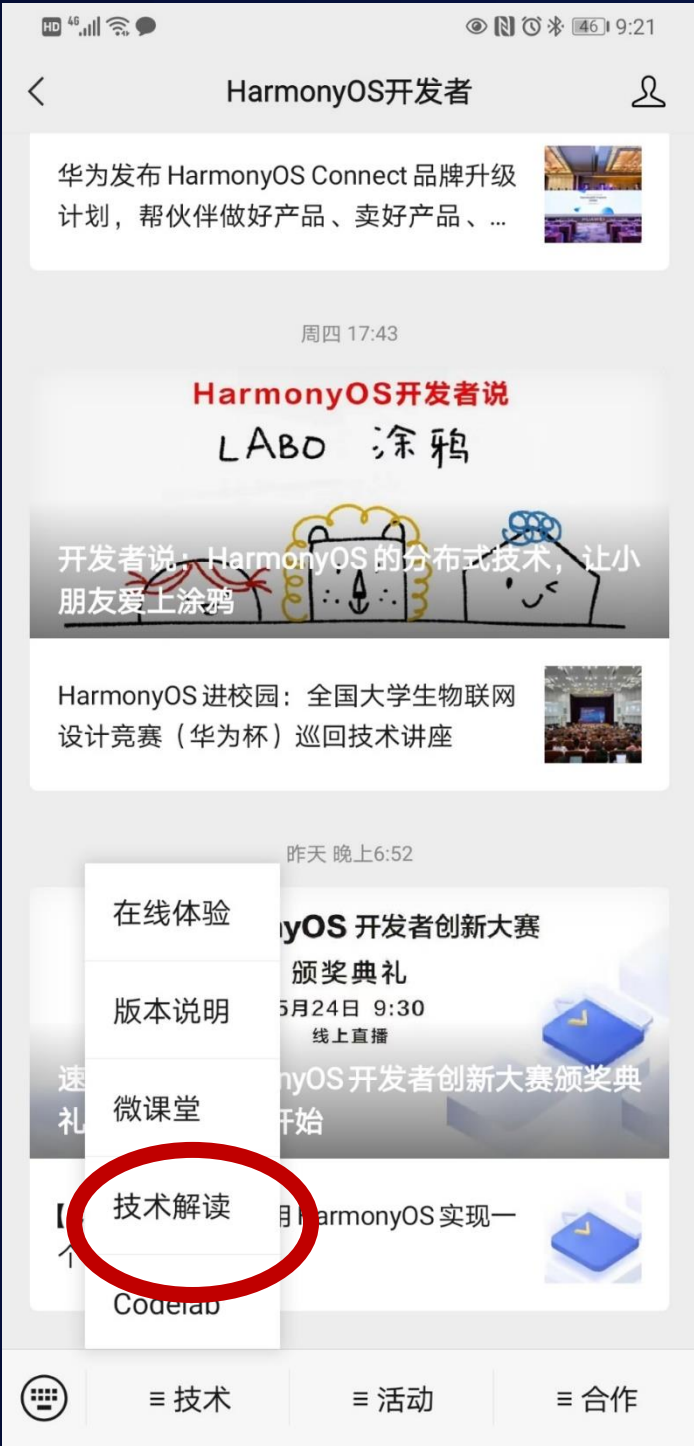 HD 46 46 9:21
HarmonyOS开发者
华为发布 HarmonyOS Connect 品牌升级
计划，帮伙伴做好产品、卖好产品、...
周四 17:43
HarmonyOS开发者说
LABO 涂鸦
开发者说：HarmonyOS 的分布式技术，让小
朋友爱上涂鸦
HarmonyOS 进校园：全国大学生物联网
设计竞赛（华为杯）巡回技术讲座
昨天 晚上6:52
在线体验
yOS 开发者创新大赛
颁奖典礼
版本说明
5月24日 9:30
线上直播
速
nyOS 开发者创新大赛颁奖典
礼
微课堂
开始
技术解读
【
用 HarmonyOS 实现一
个
Codelab
≡ 技术
≡ 活动
≡ 合作